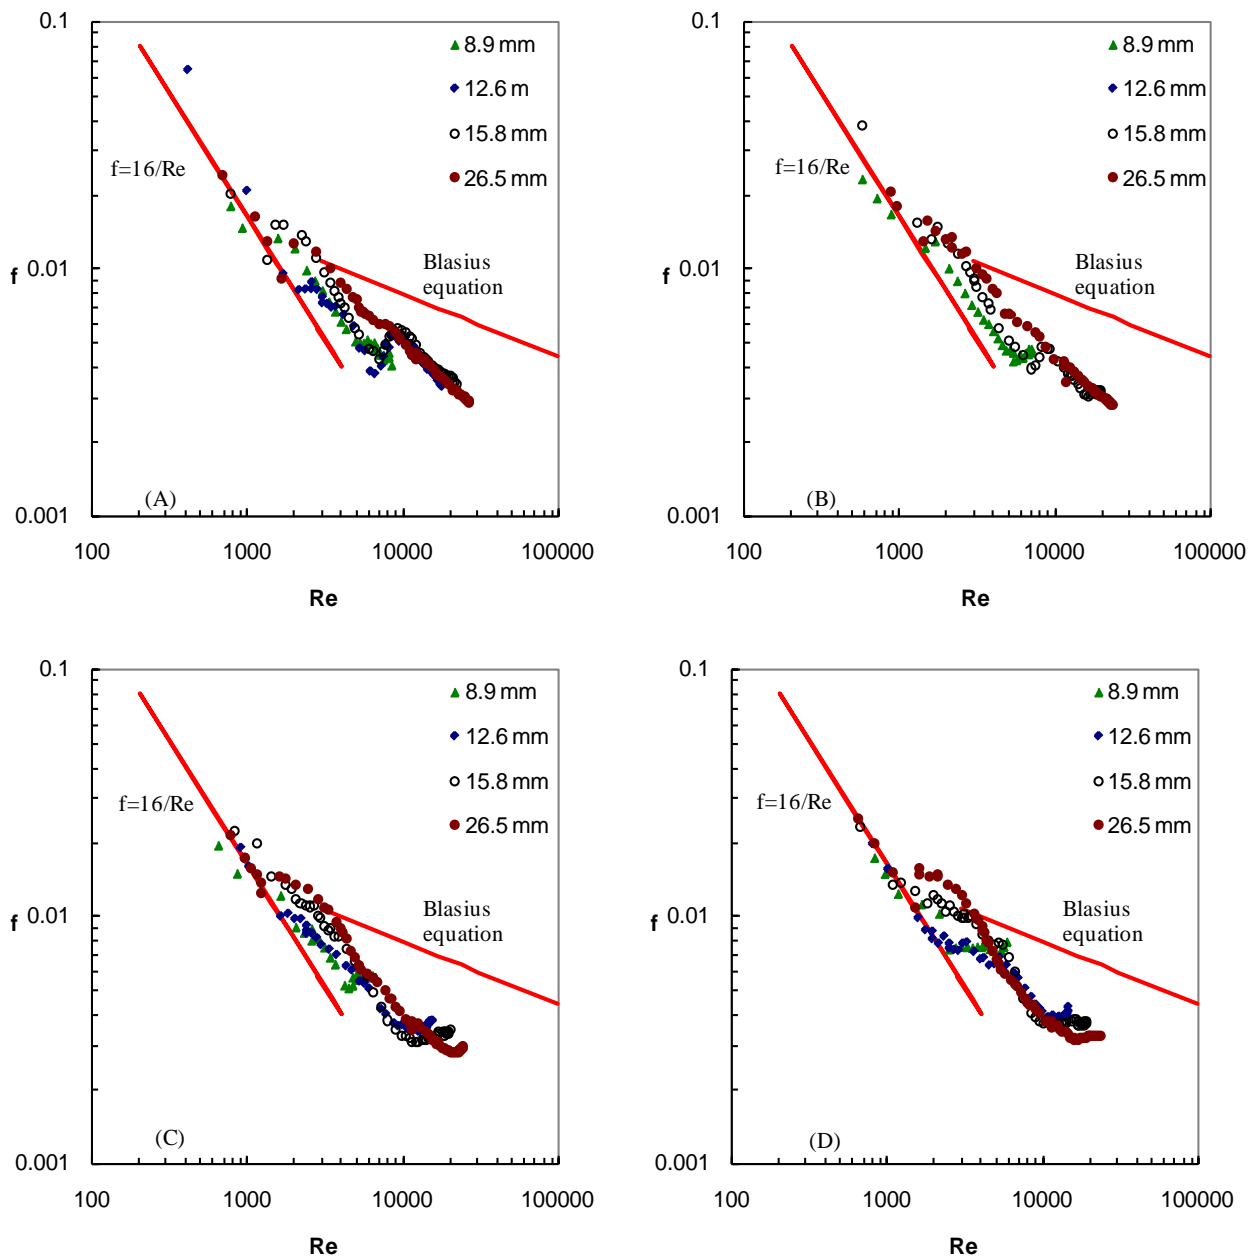 0.1
8.9 mm
12.6 m
15.8 mm
26.5 mm
f=16/Re
Blasius
equation
f
0.01
(A)
0.001
100 1000 10000 100000
Re
0.1
8.9 mm
12.6 mm
15.8 mm
26.5 mm
f=16/Re
Blasius
equation
f
0.01
(B)
0.001
100 1000 10000 100000
Re
0.1
8.9 mm
12.6 mm
15.8 mm
26.5 mm
f=16/Re
Blasius
equation
f
0.01
(C)
0.001
100 1000 10000 100000
Re
0.1
8.9 mm
12.6 mm
15.8 mm
26.5 mm
f=16/Re
Blasius
equation
f
0.01
(D)
0.001
100 1000 10000 100000
Re